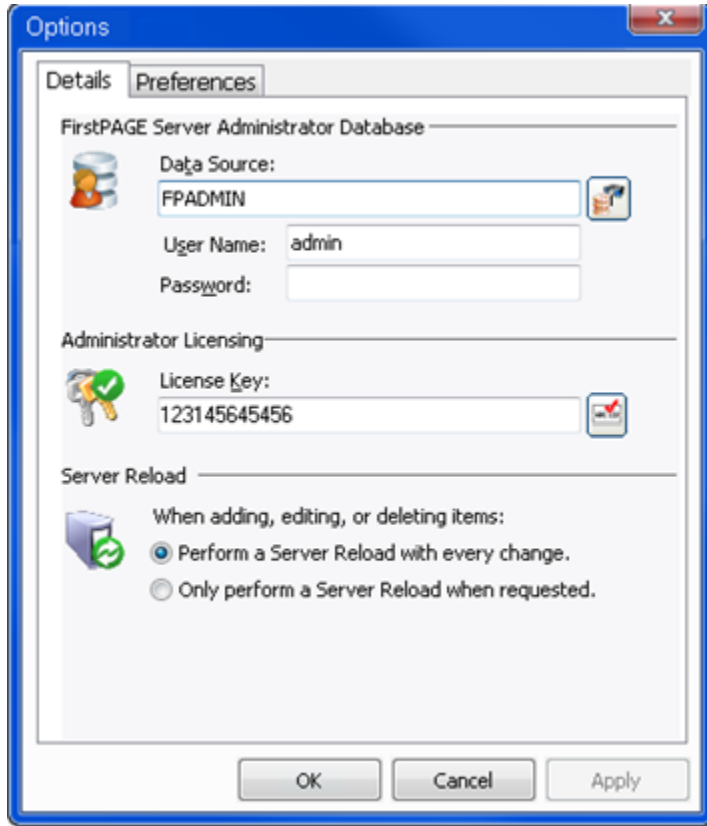 Options
Details Preferences
FirstPAGE Server Administrator Database
Data Source:
FPADMIN
User Name: admin
Password:
Administrator Licensing
License Key:
123145645456
Server Reload
When adding, editing, or deleting items:
Perform a Server Reload with every change.
Only perform a Server Reload when requested.
OK Cancel Apply